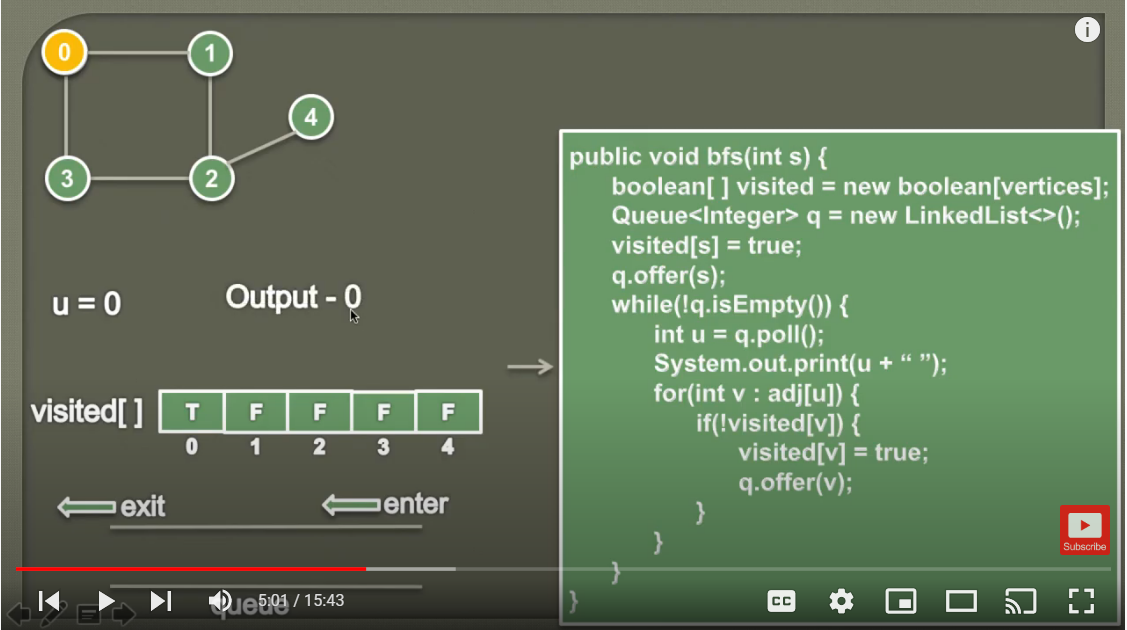 0
1
4
3
2
u = 0
Output - 0
visited[ ]
T F F F F
0 1 2 3 4
exit
enter
queue
public void bfs(int s) {
boolean[ ] visited = new boolean[vertices];
Queue<Integer> q = new LinkedList<>();
visited[s] = true;
q.offer(s);
while(!q.isEmpty()) {
int u = q.poll();
System.out.print(u + “ ”);
for(int v : adj[u]) {
if(!visited[v]) {
visited[v] = true;
q.offer(v);
}
}
}
}
Subscribe
5:01 / 15:43
CC
i